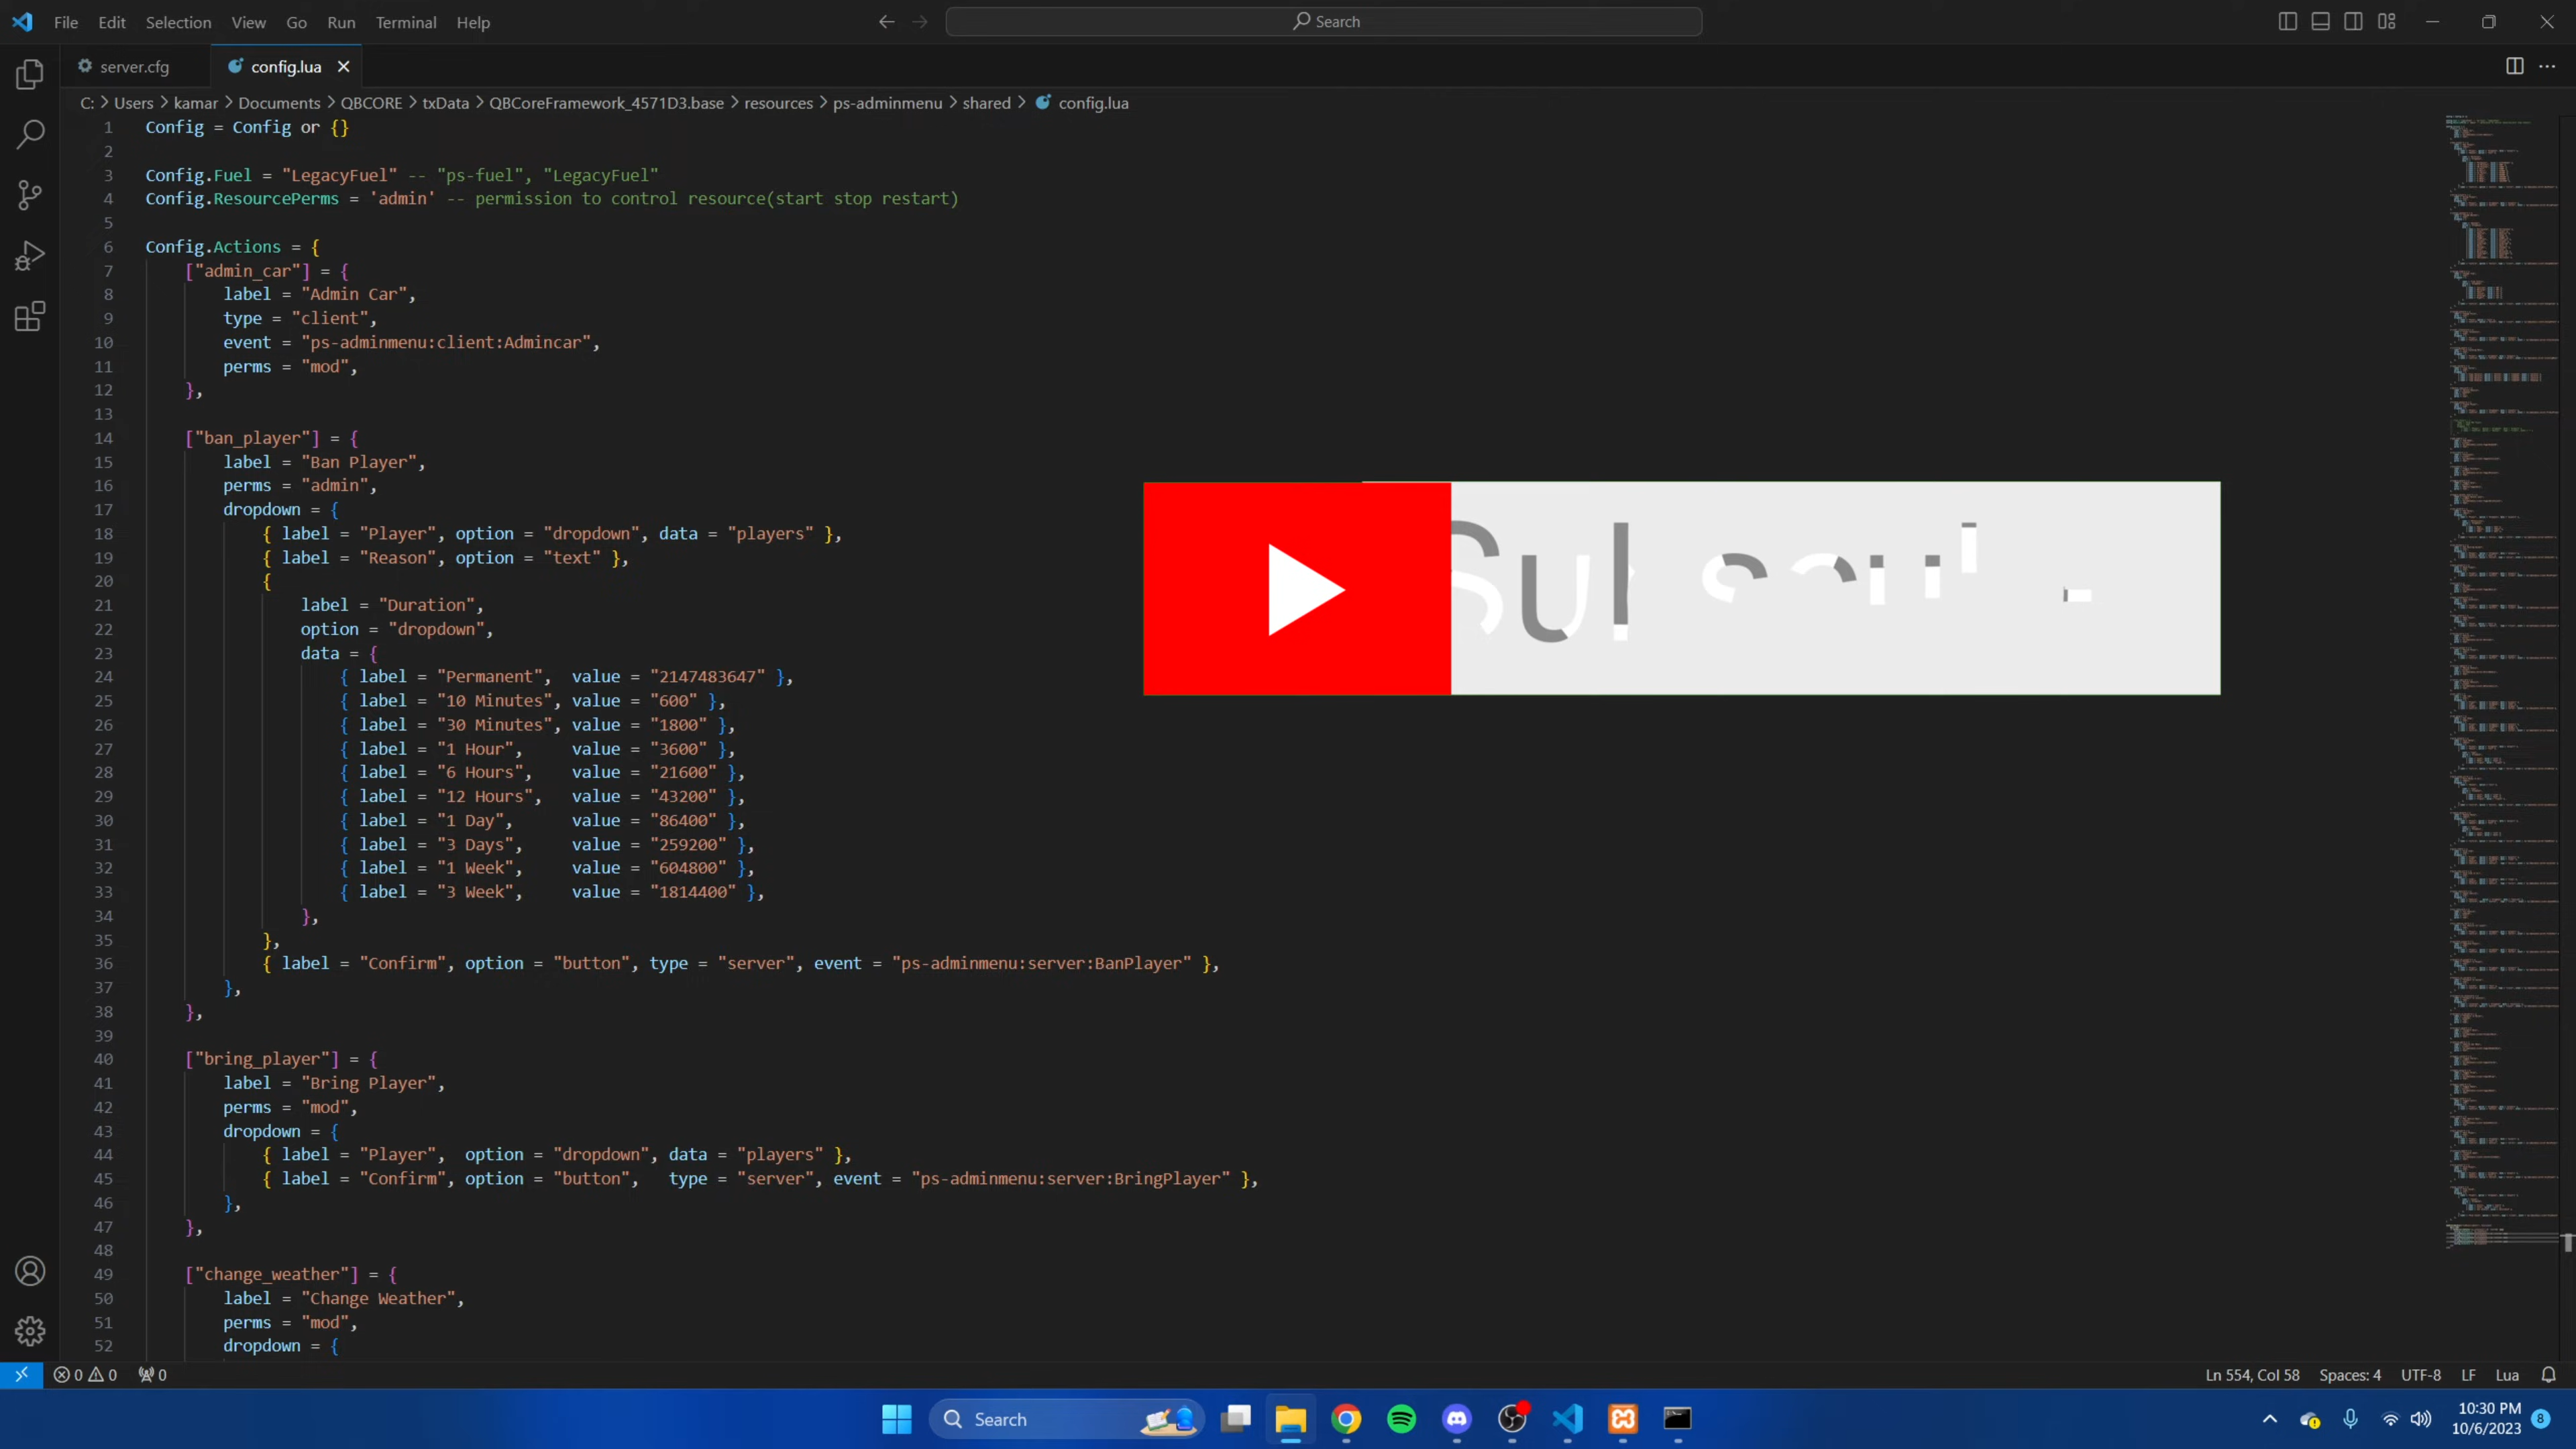 File Edit Selection View Go Run Terminal Help
Search
server.cfg config.lua
C: > Users > kamar > Documents > QBCORE > txData > QBCoreFramework_4571D3.base > resources > ps-adminmenu > shared > config.lua
1 Config = Config or {}
2
3 Config.Fuel = "LegacyFuel" -- "ps-fuel", "LegacyFuel"
4 Config.ResourcePerms = 'admin' -- permission to control resource(start stop restart)
5
6 Config.Actions = {
7 ["admin_car"] = {
8 label = "Admin Car",
9 type = "client",
10 event = "ps-adminmenu:client:Admincar",
11 perms = "mod",
12 },
13
14 ["ban_player"] = {
15 label = "Ban Player",
16 perms = "admin",
17 dropdown = {
18 { label = "Player", option = "dropdown", data = "players" },
19 { label = "Reason", option = "text" },
20 {
21 label = "Duration",
22 option = "dropdown",
23 data = {
24 { label = "Permanent", value = "2147483647" },
25 { label = "10 Minutes", value = "600" },
26 { label = "30 Minutes", value = "1800" },
27 { label = "1 Hour", value = "3600" },
28 { label = "6 Hours", value = "21600" },
29 { label = "12 Hours", value = "43200" },
30 { label = "1 Day", value = "86400" },
31 { label = "3 Days", value = "259200" },
32 { label = "1 Week", value = "604800" },
33 { label = "3 Week", value = "1814400" },
34 },
35 },
36 { label = "Confirm", option = "button", type = "server", event = "ps-adminmenu:server:BanPlayer" },
37 },
38 },
39
40 ["bring_player"] = {
41 label = "Bring Player",
42 perms = "mod",
43 dropdown = {
44 { label = "Player", option = "dropdown", data = "players" },
45 { label = "Confirm", option = "button", type = "server", event = "ps-adminmenu:server:BringPlayer" },
46 },
47 },
48
49 ["change_weather"] = {
50 label = "Change Weather",
51 perms = "mod",
52 dropdown = {
0 0 0
Ln 554, Col 58 Spaces: 4 UTF-8 LF Lua
Search
10:30 PM
10/6/2023
8